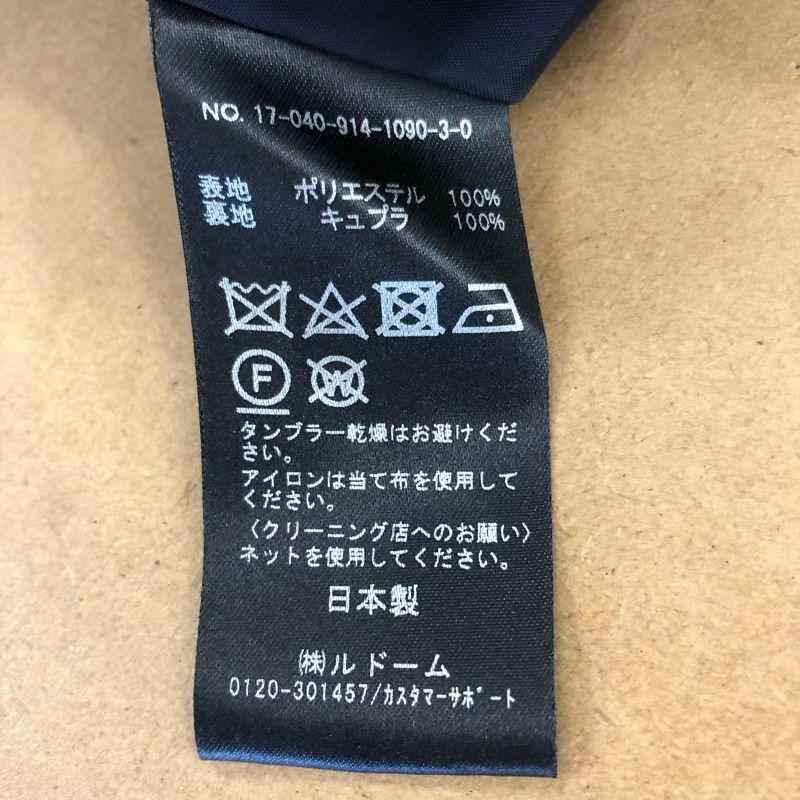 NO. 17-040-914-1090-3-0
表地 ポリエステル 100%
裏地 キュプラ 100%
F W
タンブラー乾燥はお避けくだ
さい。
アイロンは当て布を使用して
ください。
〈クリーニング店へのお願い〉
ネットを使用してください。
日本製
㈱ルドーム
0120-301457/ｶｽﾀﾏｰｻﾎﾟｰﾄ